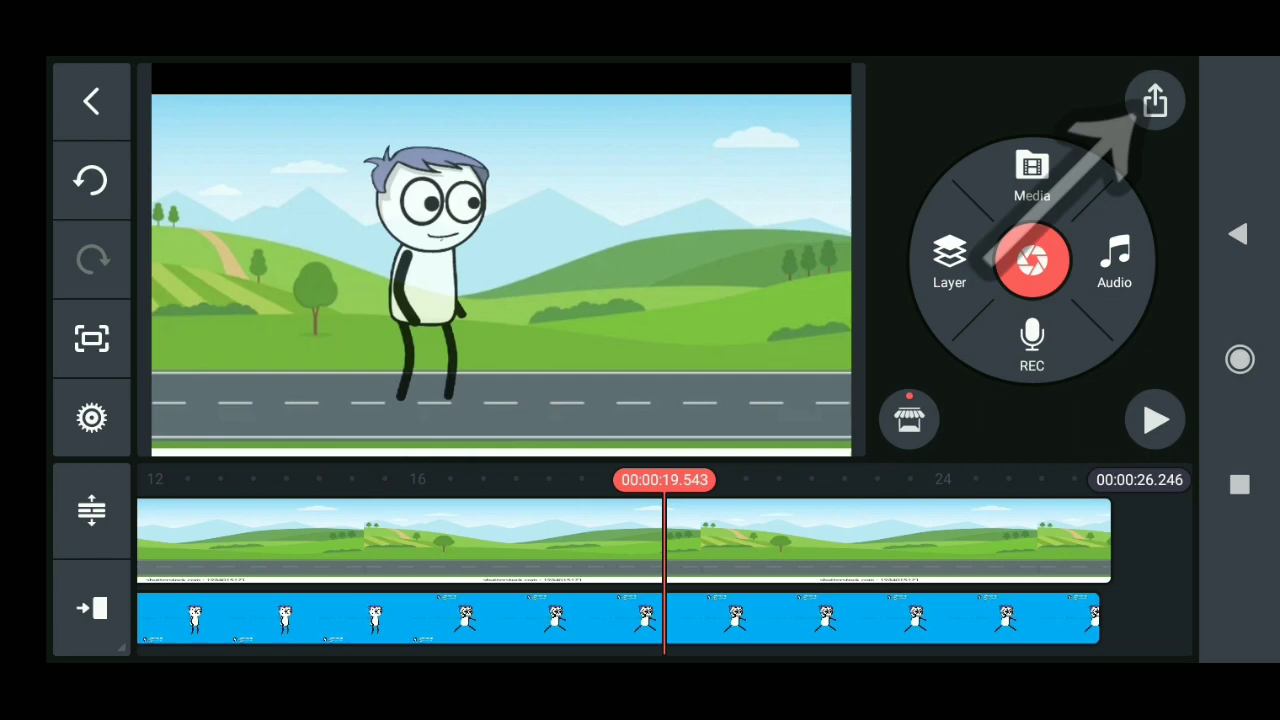 Media
Layer
Audio
REC
12
16
00:00:19.543
24
00:00:26.246